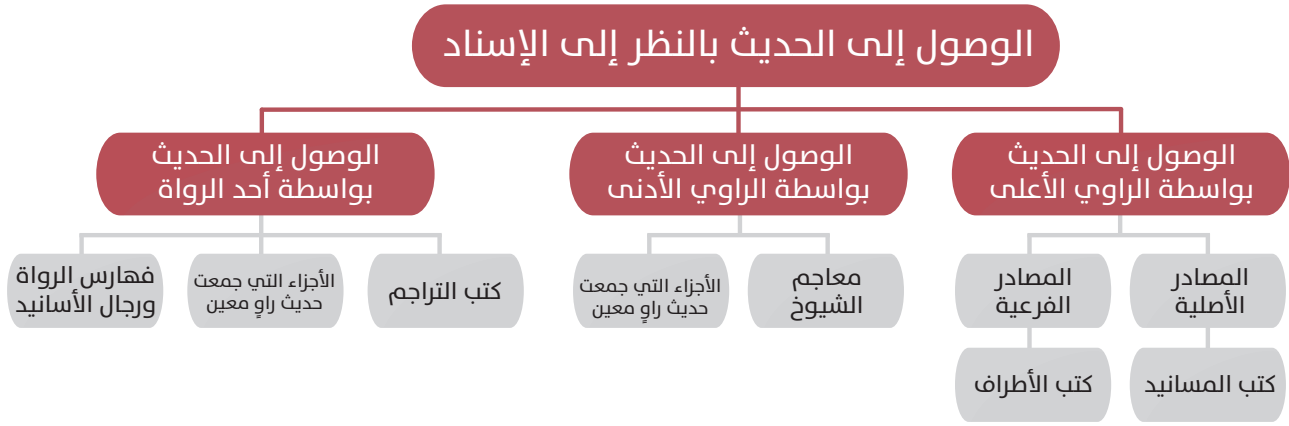 الوصول إلى الحديث بالنظر إلى الإسناد
الوصول إلى الحديث
بواسطة الراوي الأعلى
الوصول إلى الحديث
بواسطة الراوي الأدنى
الوصول إلى الحديث
بواسطة أحد الرواة
المصادر
الأصلية
المصادر
الفرعية
معاجم
الشيوخ
الأجزاء التي جمعت
حديث راوٍ معين
كتب التراجم
الأجزاء التي جمعت
حديث راوٍ معين
فهارس الرواة
ورجال الأسانيد
كتب المسانيد
كتب الأطراف